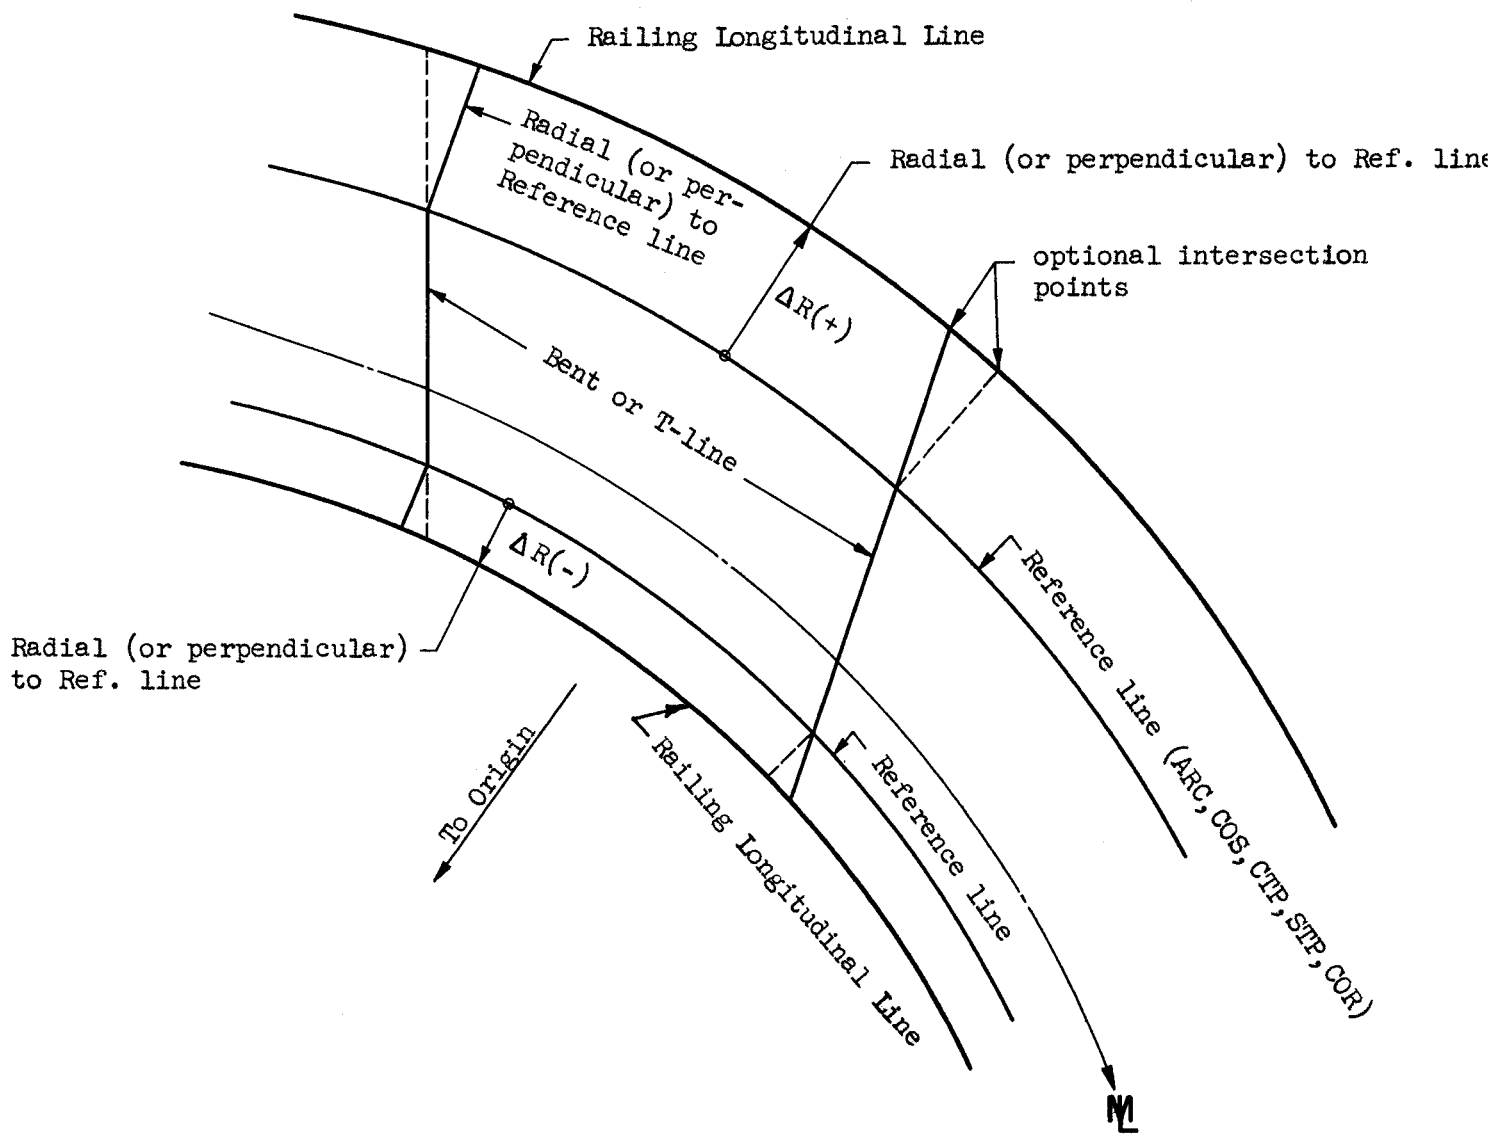 Railing Longitudinal Line
Radial (or per-
pendicular) to
Reference line
Radial (or perpendicular) to Ref. line
optional intersection
points
ΔR(+)
Bent or T-line
ΔR(-)
Reference line (ARC, COS, CTP, STP, COR)
Radial (or perpendicular)
to Ref. line
To Origin
Railing Longitudinal Line
Reference line
ML